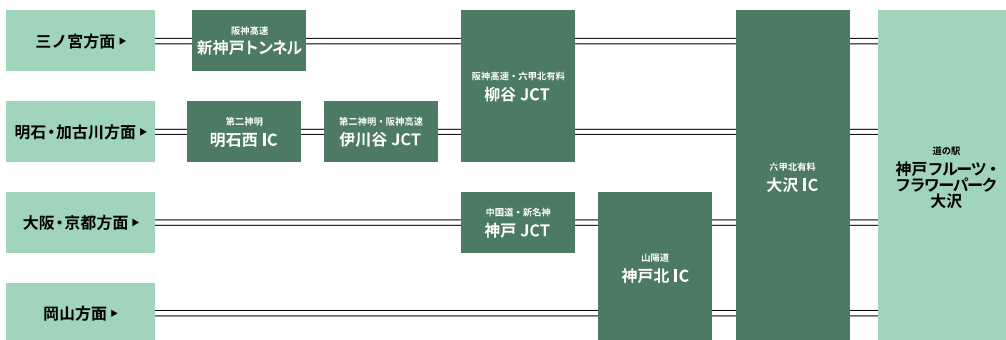 三ノ宮方面▶
阪神高速
新神戸トンネル
阪神高速・六甲北有料
柳谷 JCT
明石・加古川方面▶
第二神明
明石西 IC
第二神明・阪神高速
伊川谷 JCT
大阪・京都方面▶
中国道・新名神
神戸 JCT
岡山方面▶
山陽道
神戸北 IC
六甲北有料
大沢 IC
道の駅
神戸フルーツ・
フラワーパーク
大沢